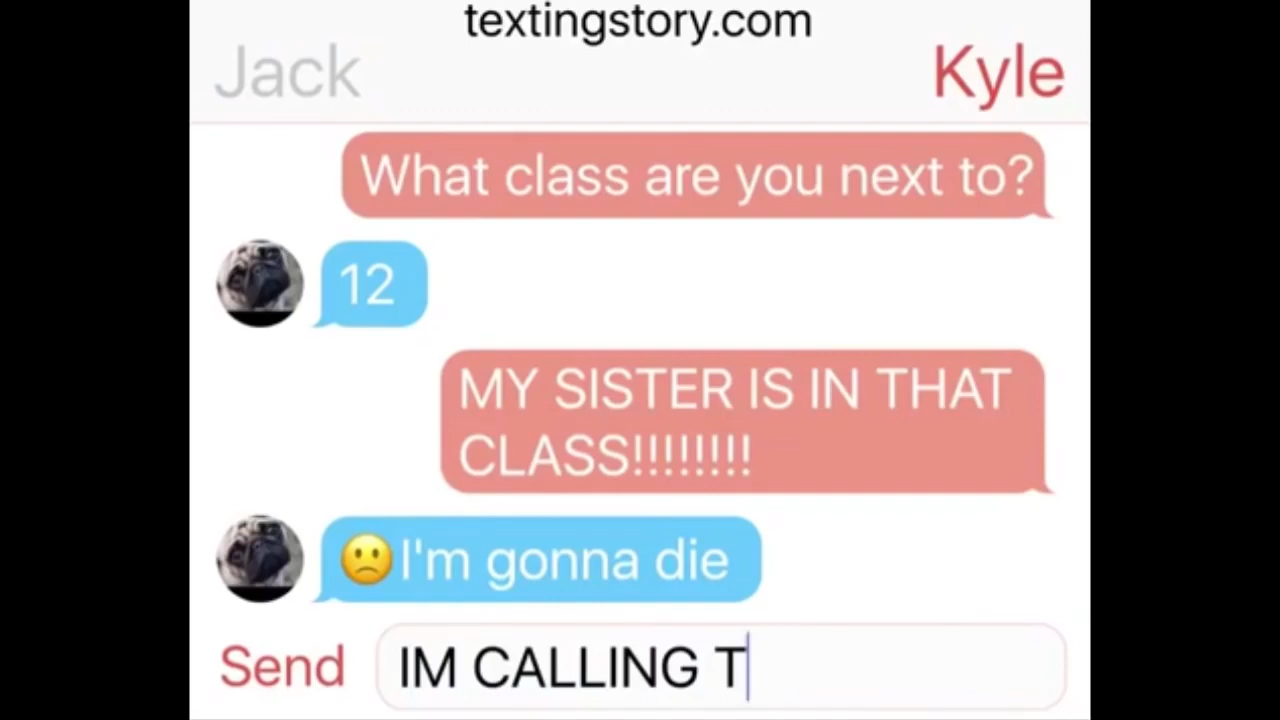 textingstory.com
Jack
Kyle
What class are you next to?
12
MY SISTER IS IN THAT
CLASS!!!!!!!!
🙁I'm gonna die
Send
IM CALLING T